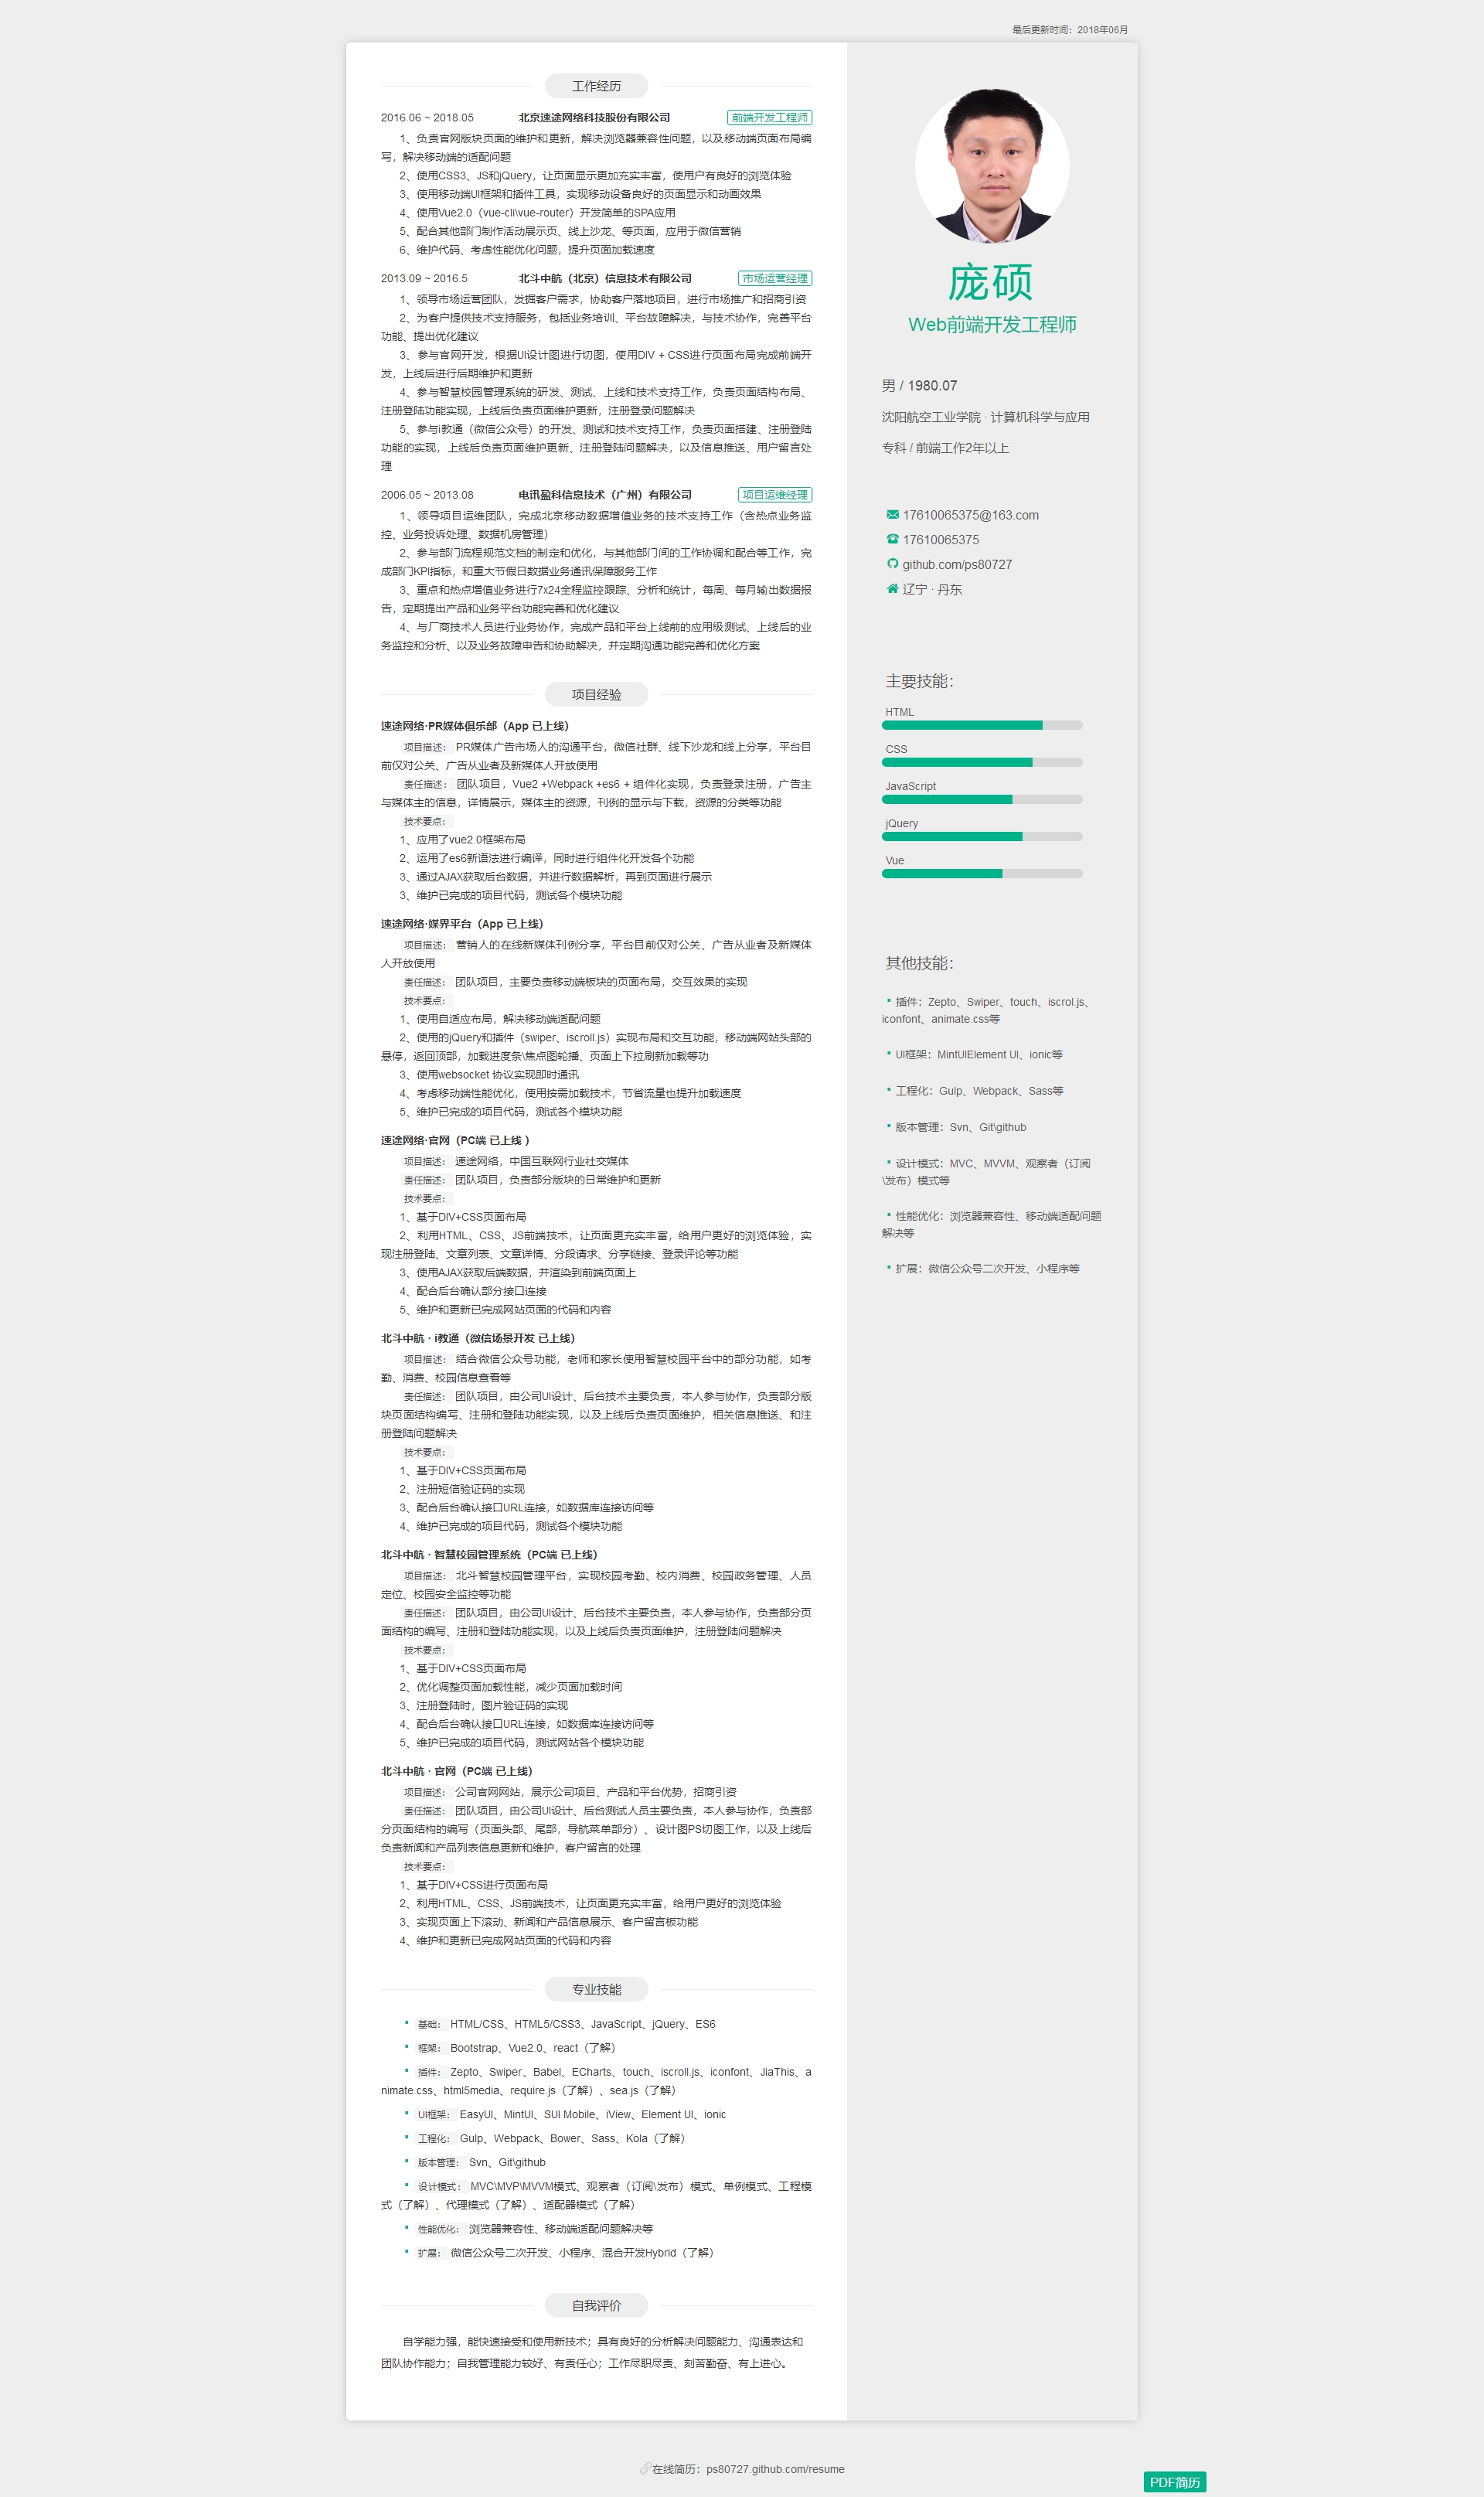 最后更新时间：2018年06月
工作经历
2016.06 ~ 2018.05 北京速途网络科技股份有限公司 前端开发工程师
1、负责官网版块页面的维护和更新，解决浏览器兼容性问题，以及移动端页面布局编
写，解决移动端的适配问题
2、使用CSS3、JS和jQuery，让页面显示更加充实丰富，使用户有良好的浏览体验
3、使用移动端UI框架和插件工具，实现移动设备良好的页面显示和动画效果
4、使用Vue2.0（vue-cli\vue-router）开发简单的SPA应用
5、配合其他部门制作活动展示页、线上沙龙、等页面，应用于微信营销
6、维护代码、考虑性能优化问题，提升页面加载速度
2013.09 ~ 2016.5 北斗中航（北京）信息技术有限公司 市场运营经理
1、领导市场运营团队，发掘客户需求，协助客户落地项目，进行市场推广和招商引资
2、为客户提供技术支持服务，包括业务培训、平台故障解决，与技术协作，完善平台
功能、提出优化建议
3、参与官网开发，根据UI设计图进行切图，使用DIV + CSS进行页面布局完成前端开
发，上线后进行后期维护和更新
4、参与智慧校园管理系统的研发、测试、上线和技术支持工作，负责页面结构布局、
注册登陆功能实现，上线后负责页面维护更新，注册登录问题解决
5、参与i教通（微信公众号）的开发、测试和技术支持工作，负责页面搭建、注册登陆
功能的实现，上线后负责页面维护更新、注册登陆问题解决，以及信息推送、用户留言处
理
2006.05 ~ 2013.08 电讯盈科信息技术（广州）有限公司 项目运维经理
1、领导项目运维团队，完成北京移动数据增值业务的技术支持工作（含热点业务监
控、业务投诉处理、数据机房管理）
2、参与部门流程规范文档的制定和优化，与其他部门间的工作协调和配合等工作，完
成部门KPI指标，和重大节假日数据业务通讯保障服务工作
3、重点和热点增值业务进行7x24全程监控跟踪、分析和统计，每周、每月输出数据报
告，定期提出产品和业务平台功能完善和优化建议
4、与厂商技术人员进行业务协作，完成产品和平台上线前的应用级测试、上线后的业
务监控和分析、以及业务故障申告和协助解决，并定期沟通功能完善和优化方案
项目经验
速途网络·PR媒体俱乐部（App 已上线）
项目描述： PR媒体广告市场人的沟通平台，微信社群、线下沙龙和线上分享，平台目
前仅对公关、广告从业者及新媒体人开放使用
责任描述： 团队项目，Vue2 +Webpack +es6 + 组件化实现，负责登录注册，广告主
与媒体主的信息，详情展示，媒体主的资源，刊例的显示与下载，资源的分类等功能
技术要点：
1、应用了vue2.0框架布局
2、运用了es6新语法进行编译，同时进行组件化开发各个功能
3、通过AJAX获取后台数据，并进行数据解析，再到页面进行展示
3、维护已完成的项目代码，测试各个模块功能
速途网络·媒界平台（App 已上线）
项目描述： 营销人的在线新媒体刊例分享，平台目前仅对公关、广告从业者及新媒体
人开放使用
责任描述： 团队项目，主要负责移动端板块的页面布局，交互效果的实现
技术要点：
1、使用自适应布局，解决移动端适配问题
2、使用的jQuery和插件（swiper、iscroll.js）实现布局和交互功能，移动端网站头部的
悬停，返回顶部，加载进度条\焦点图轮播、页面上下拉刷新加载等功
3、使用websocket 协议实现即时通讯
4、考虑移动端性能优化，使用按需加载技术，节省流量也提升加载速度
5、维护已完成的项目代码，测试各个模块功能
速途网络·官网（PC端 已上线 ）
项目描述： 速途网络，中国互联网行业社交媒体
责任描述： 团队项目，负责部分版块的日常维护和更新
技术要点：
1、基于DIV+CSS页面布局
2、利用HTML、CSS、JS前端技术，让页面更充实丰富，给用户更好的浏览体验，实
现注册登陆、文章列表、文章详情、分段请求、分享链接、登录评论等功能
3、使用AJAX获取后端数据，并渲染到前端页面上
4、配合后台确认部分接口连接
5、维护和更新已完成网站页面的代码和内容
北斗中航 · i教通（微信场景开发 已上线）
项目描述： 结合微信公众号功能，老师和家长使用智慧校园平台中的部分功能，如考
勤、消费、校园信息查看等
责任描述： 团队项目，由公司UI设计、后台技术主要负责，本人参与协作，负责部分版
块页面结构编写、注册和登陆功能实现，以及上线后负责页面维护，相关信息推送、和注
册登陆问题解决
技术要点：
1、基于DIV+CSS页面布局
2、注册短信验证码的实现
3、配合后台确认接口URL连接，如数据库连接访问等
4、维护已完成的项目代码，测试各个模块功能
北斗中航 · 智慧校园管理系统（PC端 已上线）
项目描述： 北斗智慧校园管理平台，实现校园考勤、校内消费、校园政务管理、人员
定位、校园安全监控等功能
责任描述： 团队项目，由公司UI设计、后台技术主要负责，本人参与协作，负责部分页
面结构的编写、注册和登陆功能实现，以及上线后负责页面维护，注册登陆问题解决
技术要点：
1、基于DIV+CSS页面布局
2、优化调整页面加载性能，减少页面加载时间
3、注册登陆时，图片验证码的实现
4、配合后台确认接口URL连接，如数据库连接访问等
5、维护已完成的项目代码，测试网站各个模块功能
北斗中航 · 官网（PC端 已上线）
项目描述： 公司官网网站，展示公司项目、产品和平台优势，招商引资
责任描述： 团队项目，由公司UI设计、后台测试人员主要负责，本人参与协作，负责部
分页面结构的编写（页面头部、尾部，导航菜单部分）、设计图PS切图工作，以及上线后
负责新闻和产品列表信息更新和维护，客户留言的处理
技术要点：
1、基于DIV+CSS进行页面布局
2、利用HTML、CSS、JS前端技术，让页面更充实丰富，给用户更好的浏览体验
3、实现页面上下滚动、新闻和产品信息展示、客户留言板功能
4、维护和更新已完成网站页面的代码和内容
专业技能
基础： HTML/CSS、HTML5/CSS3、JavaScript、jQuery、ES6
框架： Bootstrap、Vue2.0、react（了解）
插件： Zepto、Swiper、Babel、ECharts、touch、iscroll.js、iconfont、JiaThis、a
nimate.css、html5media、require.js（了解）、sea.js（了解）
UI框架： EasyUI、MintUI、SUI Mobile、iView、Element UI、ionic
工程化： Gulp、Webpack、Bower、Sass、Kola（了解）
版本管理： Svn、Git\github
设计模式： MVC\MVP\MVVM模式、观察者（订阅\发布）模式、单例模式、工程模
式（了解）、代理模式（了解）、适配器模式（了解）
性能优化： 浏览器兼容性、移动端适配问题解决等
扩展： 微信公众号二次开发、小程序、混合开发Hybrid（了解）
自我评价
自学能力强，能快速接受和使用新技术；具有良好的分析解决问题能力、沟通表达和
团队协作能力；自我管理能力较好、有责任心；工作尽职尽责、刻苦勤奋、有上进心。
庞硕
Web前端开发工程师
男 / 1980.07
沈阳航空工业学院 · 计算机科学与应用
专科 / 前端工作2年以上
17610065375@163.com
17610065375
github.com/ps80727
辽宁 · 丹东
主要技能：
HTML
CSS
JavaScript
jQuery
Vue
其他技能：
插件：Zepto、Swiper、touch、iscrol.js、
iconfont、animate.css等
UI框架：MintUIElement UI、ionic等
工程化：Gulp、Webpack、Sass等
版本管理：Svn、Git\github
设计模式：MVC、MVVM、观察者（订阅
\发布）模式等
性能优化：浏览器兼容性、移动端适配问题
解决等
扩展：微信公众号二次开发、小程序等
在线简历：ps80727.github.com/resume
PDF简历